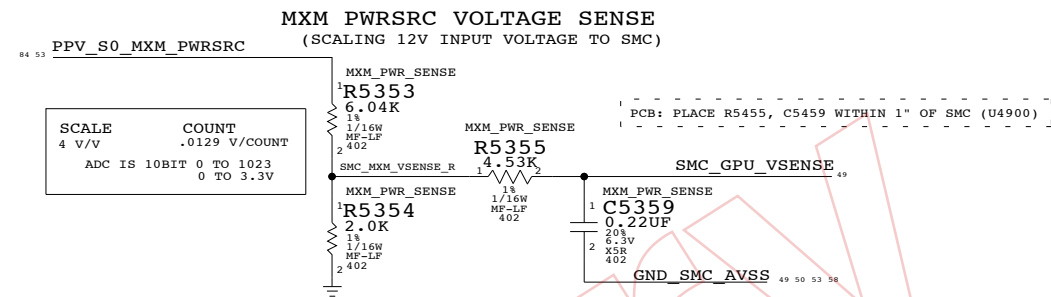 MXM PWRSRC VOLTAGE SENSE
(SCALING 12V INPUT VOLTAGE TO SMC)
84 53 PPV_S0_MXM_PWRSRC
MXM_PWR_SENSE
1 R5353
6.04K
1%
1/16W
MF-LF
2 402
SCALE COUNT
4 V/V .0129 V/COUNT
ADC IS 10BIT 0 TO 1023
0 TO 3.3V
PCB: PLACE R5455, C5459 WITHIN 1" OF SMC (U4900)
MXM_PWR_SENSE
R5355
4.53K
1 2
1%
1/16W
MF-LF
402
SMC_MXM_VSENSE_R
SMC_GPU_VSENSE 49
MXM_PWR_SENSE
1 R5354
2.0K
1%
1/16W
MF-LF
2 402
MXM_PWR_SENSE
1 C5359
0.22UF
20%
2 6.3V
X5R
402
GND_SMC_AVSS 49 50 53 58